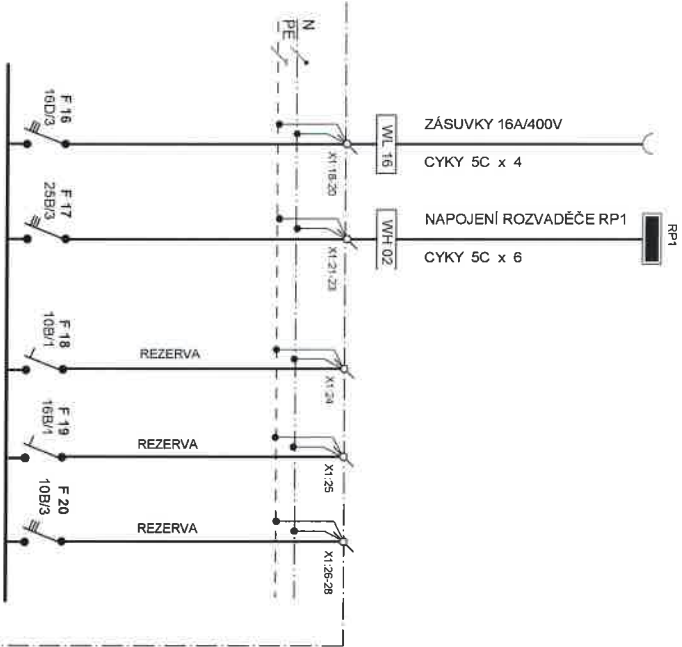 N
PE
F 16
16D/3
X1:18-20
WL 16
ZÁSUVKY 16A/400V
CYKY 5C x 4
F 17
25B/3
X1:21-23
WH 02
NAPOJENÍ ROZVADĚČE RP1
CYKY 5C x 6
RP1
F 18
10B/1
REZERVA
X1:24
F 19
16B/1
REZERVA
X1:25
F 20
10B/3
REZERVA
X1:26-28